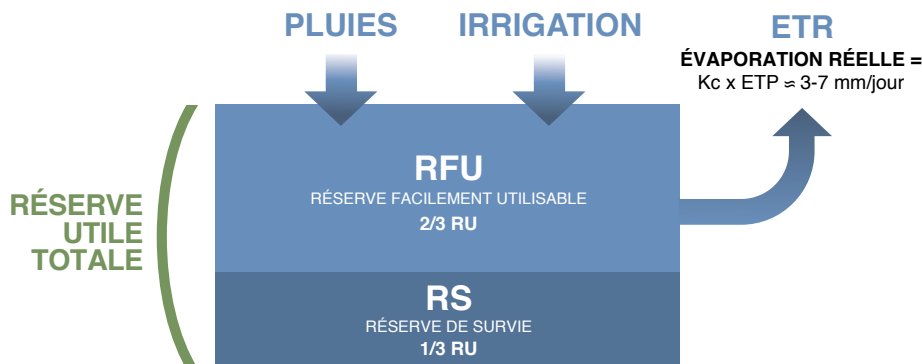 PLUIES
IRRIGATION
ETR
ÉVAPORATION RÉELLE =
Kc x ETP ≈ 3-7 mm/jour
RFU
RÉSERVE FACILEMENT UTILISABLE
2/3 RU
RÉSERVE
UTILE
TOTALE
RS
RÉSERVE DE SURVIE
1/3 RU